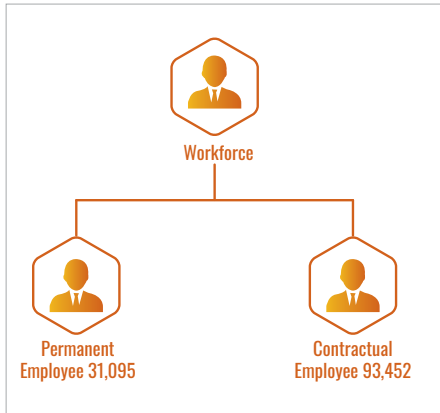 Workforce
Permanent
Employee 31,095
Contractual
Employee 93,452